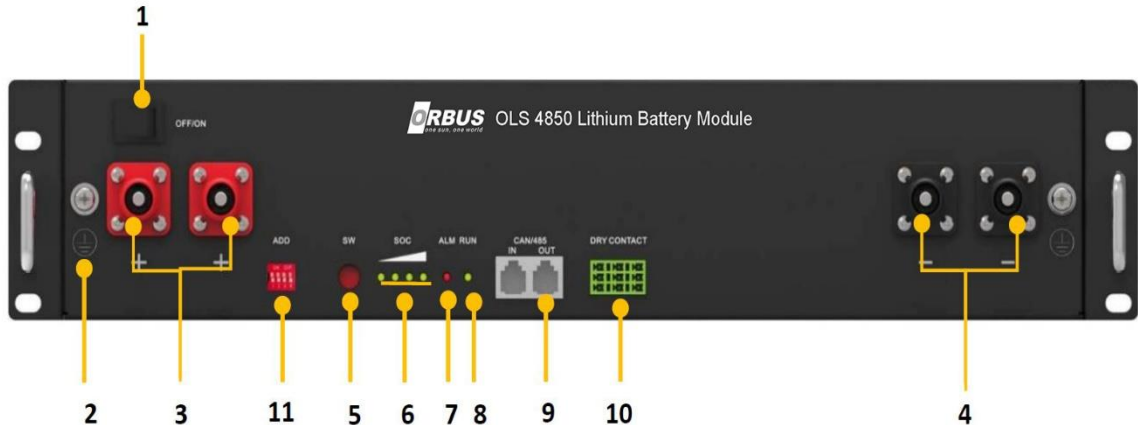 1
ORBUS OLS 4850 Lithium Battery Module
one sun, one world
OFF/ON
+ +
- -
ADD SW SOC ALM RUN CAN/485 DRY CONTACT
IN OUT
2 3 11 5 6 7 8 9 10 4